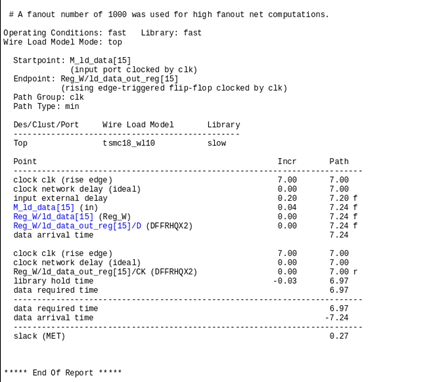 # A fanout number of 1000 was used for high fanout net computations.
Operating Conditions: fast   Library: fast
Wire Load Model Mode: top
Startpoint: M_ld_data[15]
(input port clocked by clk)
Endpoint: Reg_W/ld_data_out_reg[15]
(rising edge-triggered flip-flop clocked by clk)
Path Group: clk
Path Type: min
Des/Clust/Port     Wire Load Model       Library
------------------------------------------------
Top                tsmc18_wl10           slow
Point                                                   Incr       Path
--------------------------------------------------------------------------
clock clk (rise edge)                                   7.00       7.00
clock network delay (ideal)                             0.00       7.00
input external delay                                    0.20       7.20 f
M_ld_data[15] (in)                                      0.04       7.24 f
Reg_W/ld_data[15] (Reg_W)                               0.00       7.24 f
Reg_W/ld_data_out_reg[15]/D (DFFRHQX2)                  0.00       7.24 f
data arrival time                                                  7.24
clock clk (rise edge)                                   7.00       7.00
clock network delay (ideal)                             0.00       7.00
Reg_W/ld_data_out_reg[15]/CK (DFFRHQX2)                 0.00       7.00 r
library hold time                                      -0.03       6.97
data required time                                                 6.97
--------------------------------------------------------------------------
data required time                                                 6.97
data arrival time                                                 -7.24
--------------------------------------------------------------------------
slack (MET)                                                        0.27
***** End Of Report *****